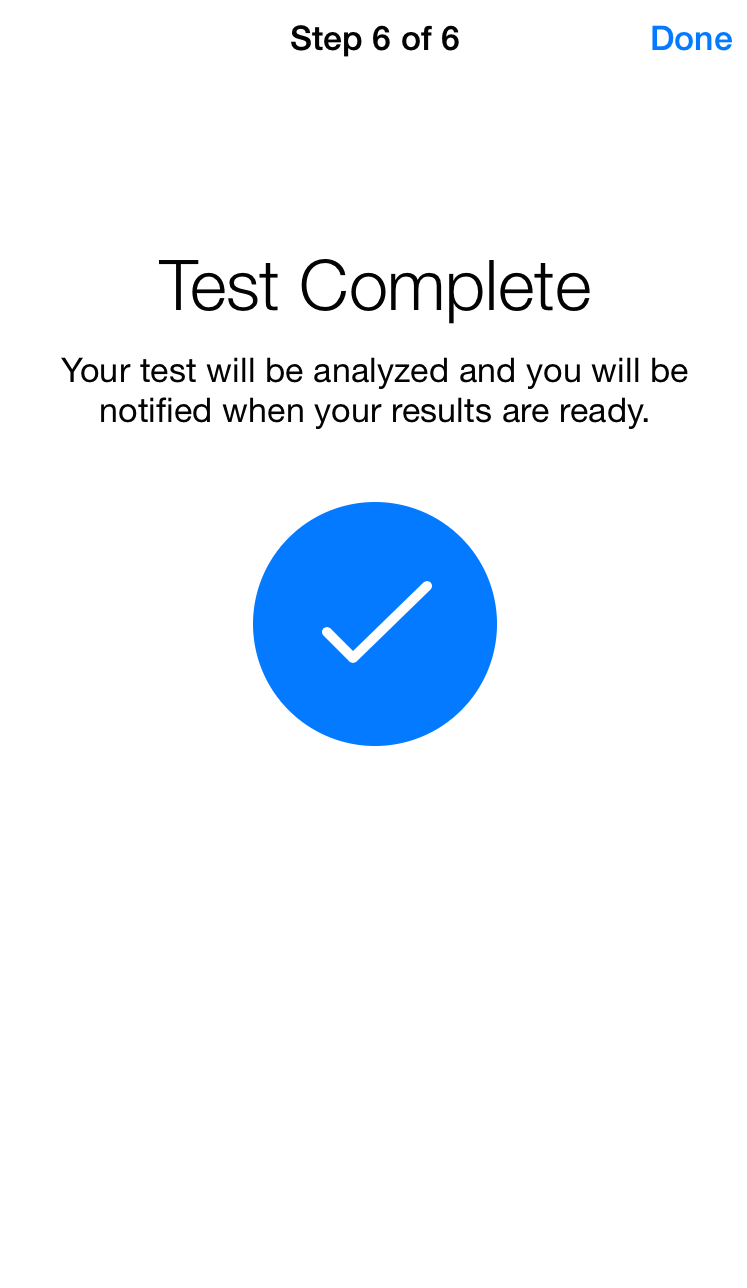 Step 6 of 6
Done
Test Complete
Your test will be analyzed and you will be
notified when your results are ready.